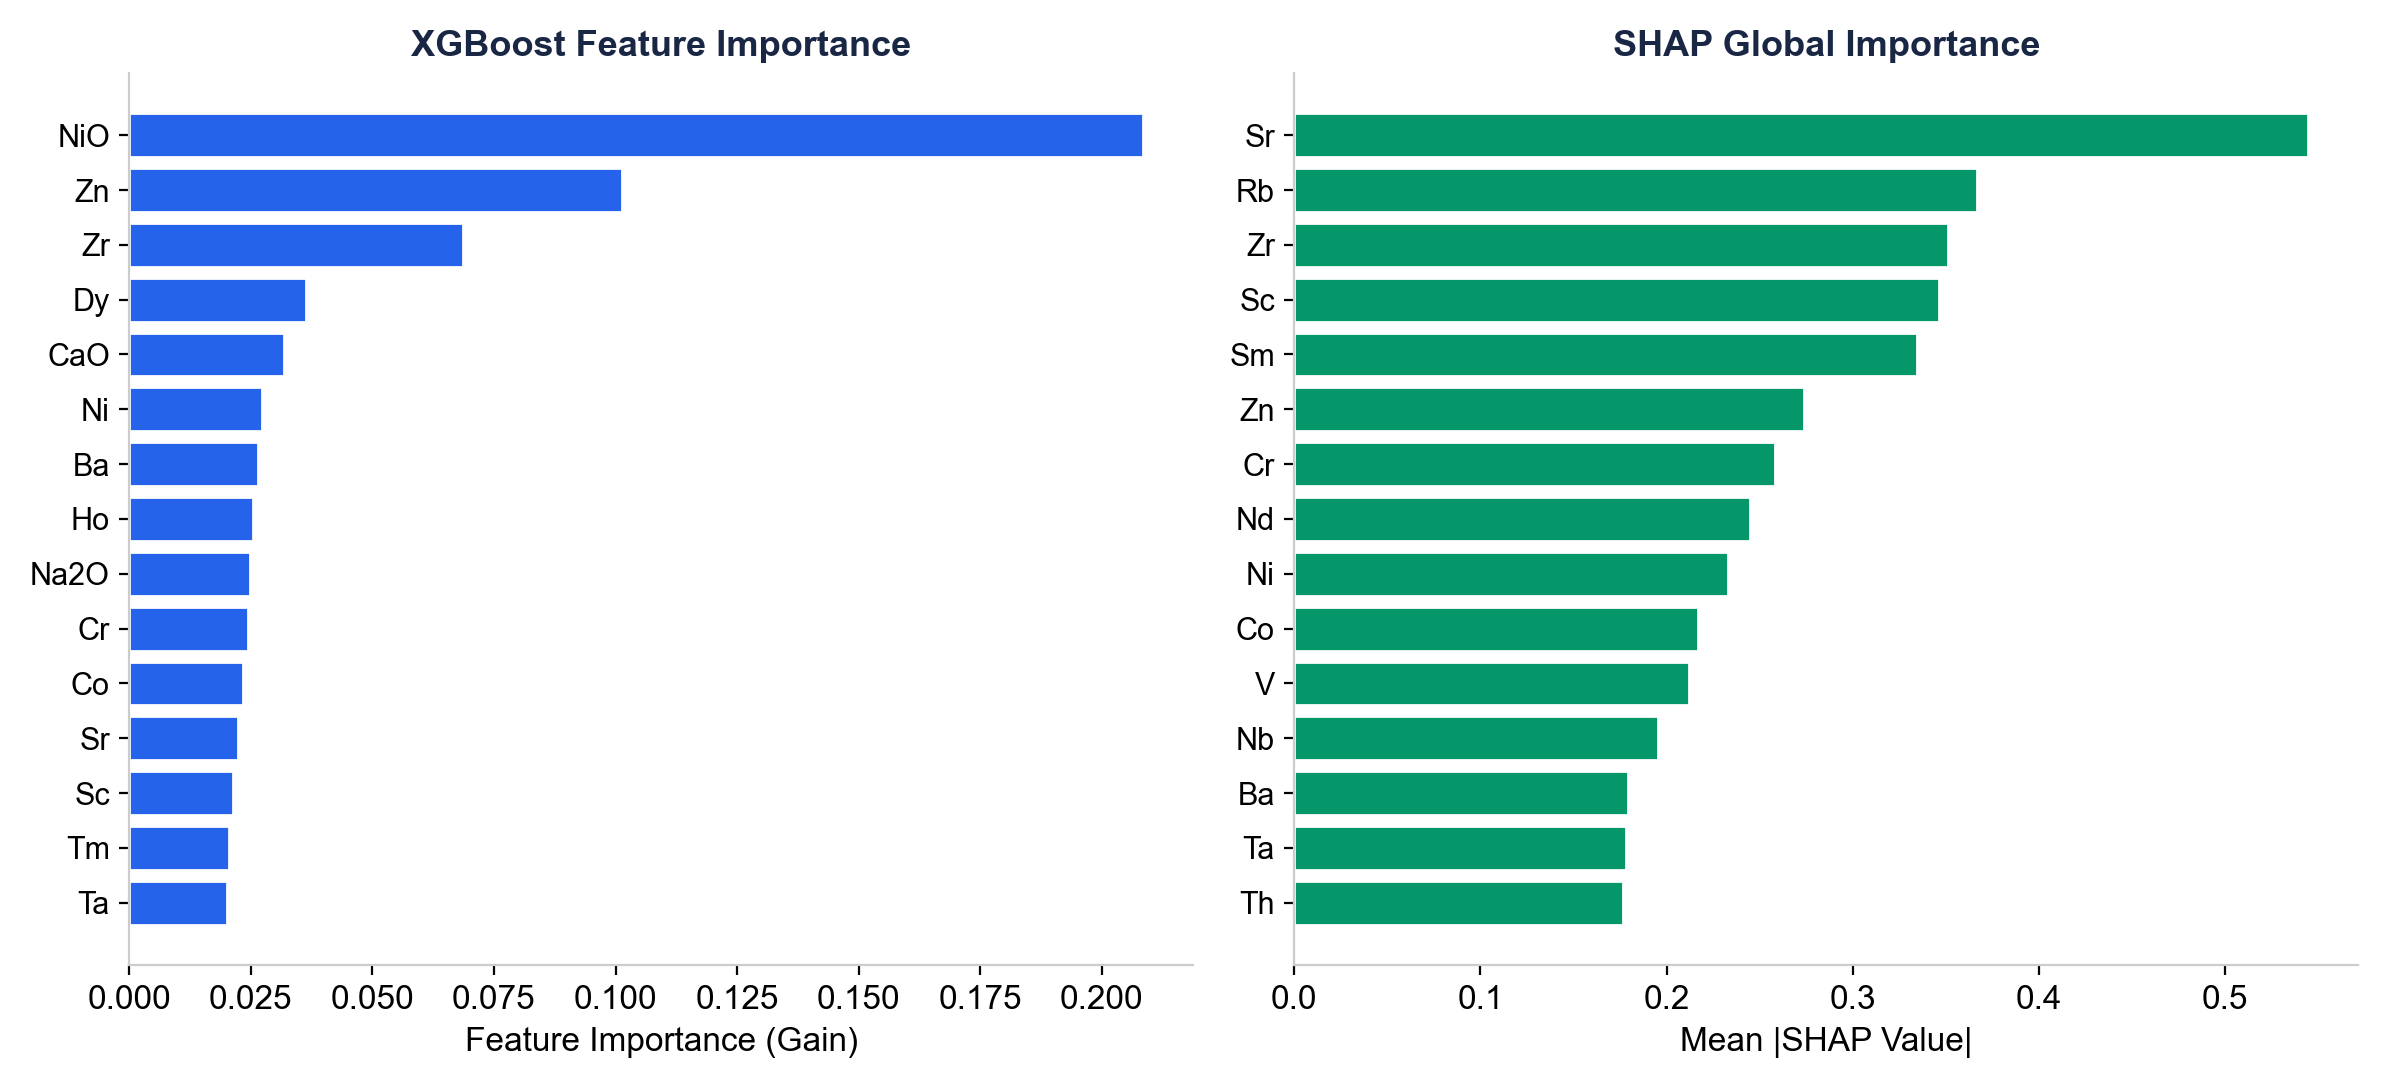 XGBoost Feature Importance
NiO
Zn
Zr
Dy
CaO
Ni
Ba
Ho
Na2O
Cr
Co
Sr
Sc
Tm
Ta
0.000 0.025 0.050 0.075 0.100 0.125 0.150 0.175 0.200
Feature Importance (Gain)
SHAP Global Importance
Sr
Rb
Zr
Sc
Sm
Zn
Cr
Nd
Ni
Co
V
Nb
Ba
Ta
Th
0.0 0.1 0.2 0.3 0.4 0.5
Mean |SHAP Value|